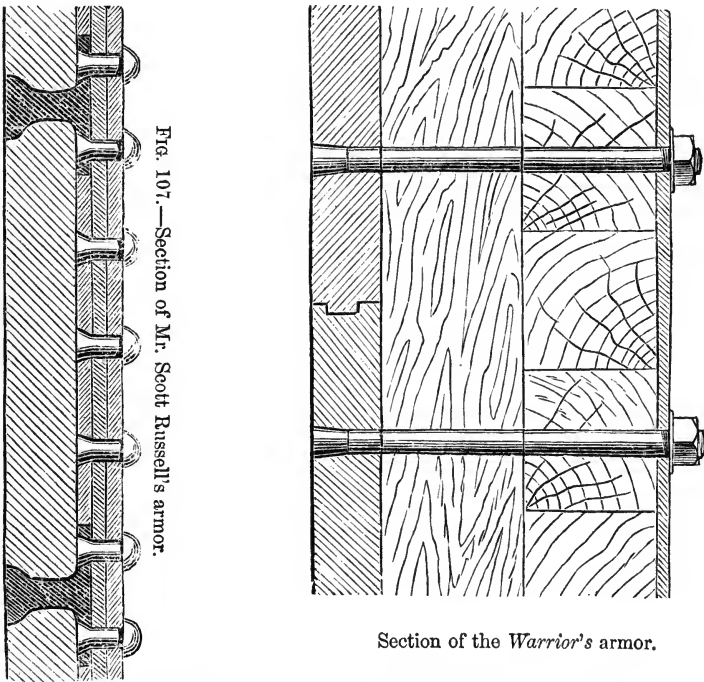 FIG. 107.—Section of Mr. Scott Russell's armor.
Section of the Warrior's armor.